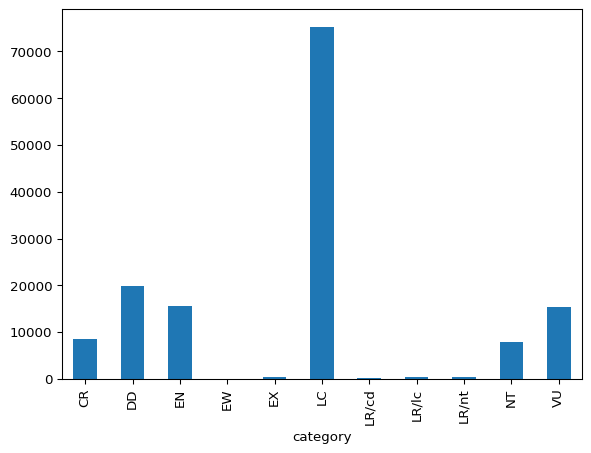 70000
60000
50000
40000
30000
20000
10000
0
CR
DD
EN
EW
EX
LC
LR/cd
LR/lc
LR/nt
NT
VU
category